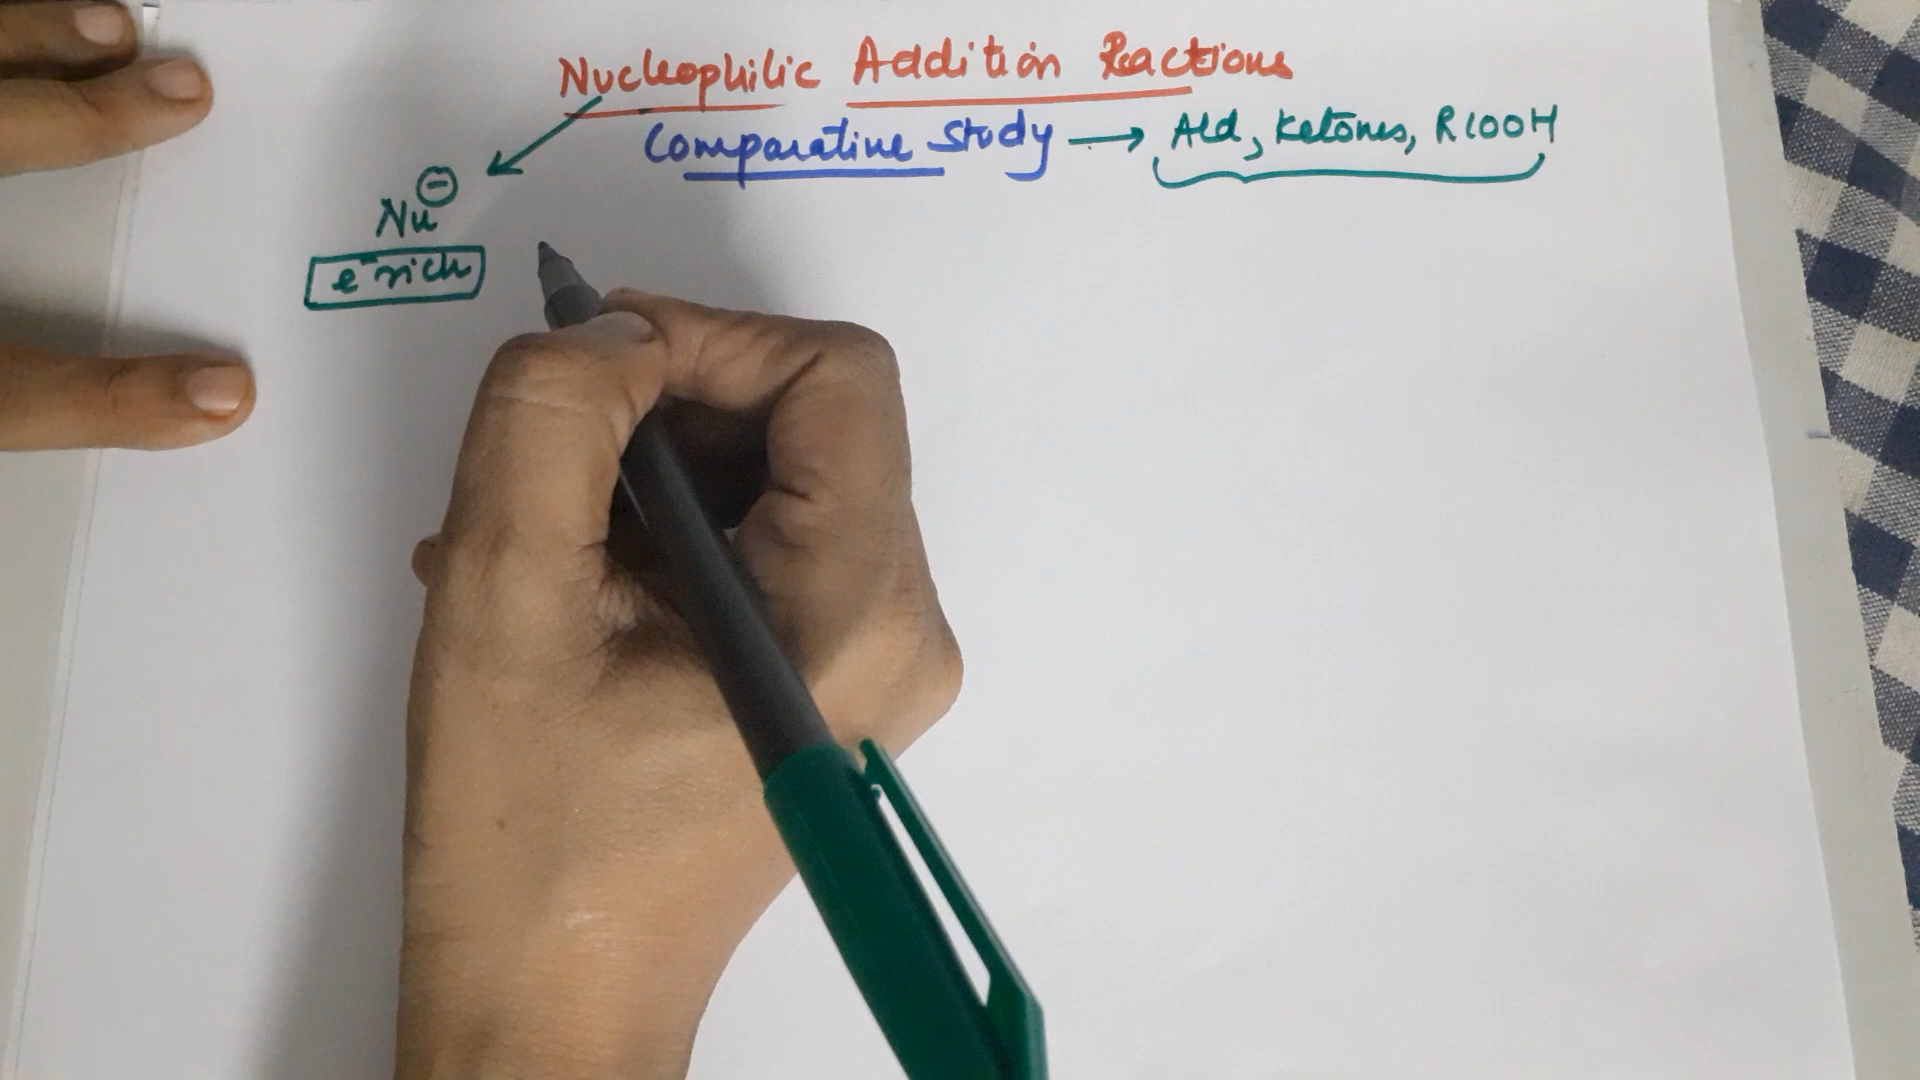 Nucleophilic Addition Reactions
Comparative Study → Ald, Ketones, RCOOH
Nu⊖
e⁻rich